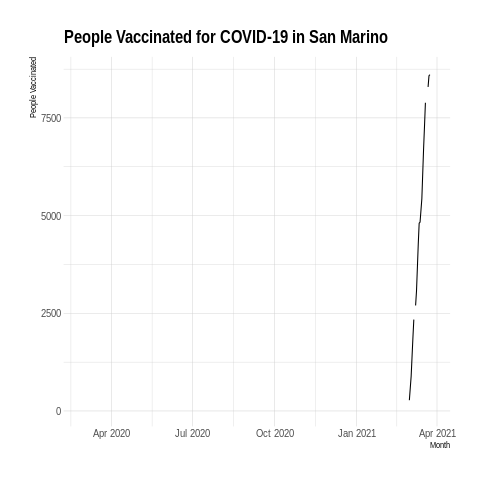 People Vaccinated for COVID-19 in San Marino
People Vaccinated
7500
5000
2500
0
Apr 2020 Jul 2020 Oct 2020 Jan 2021 Apr 2021
Month